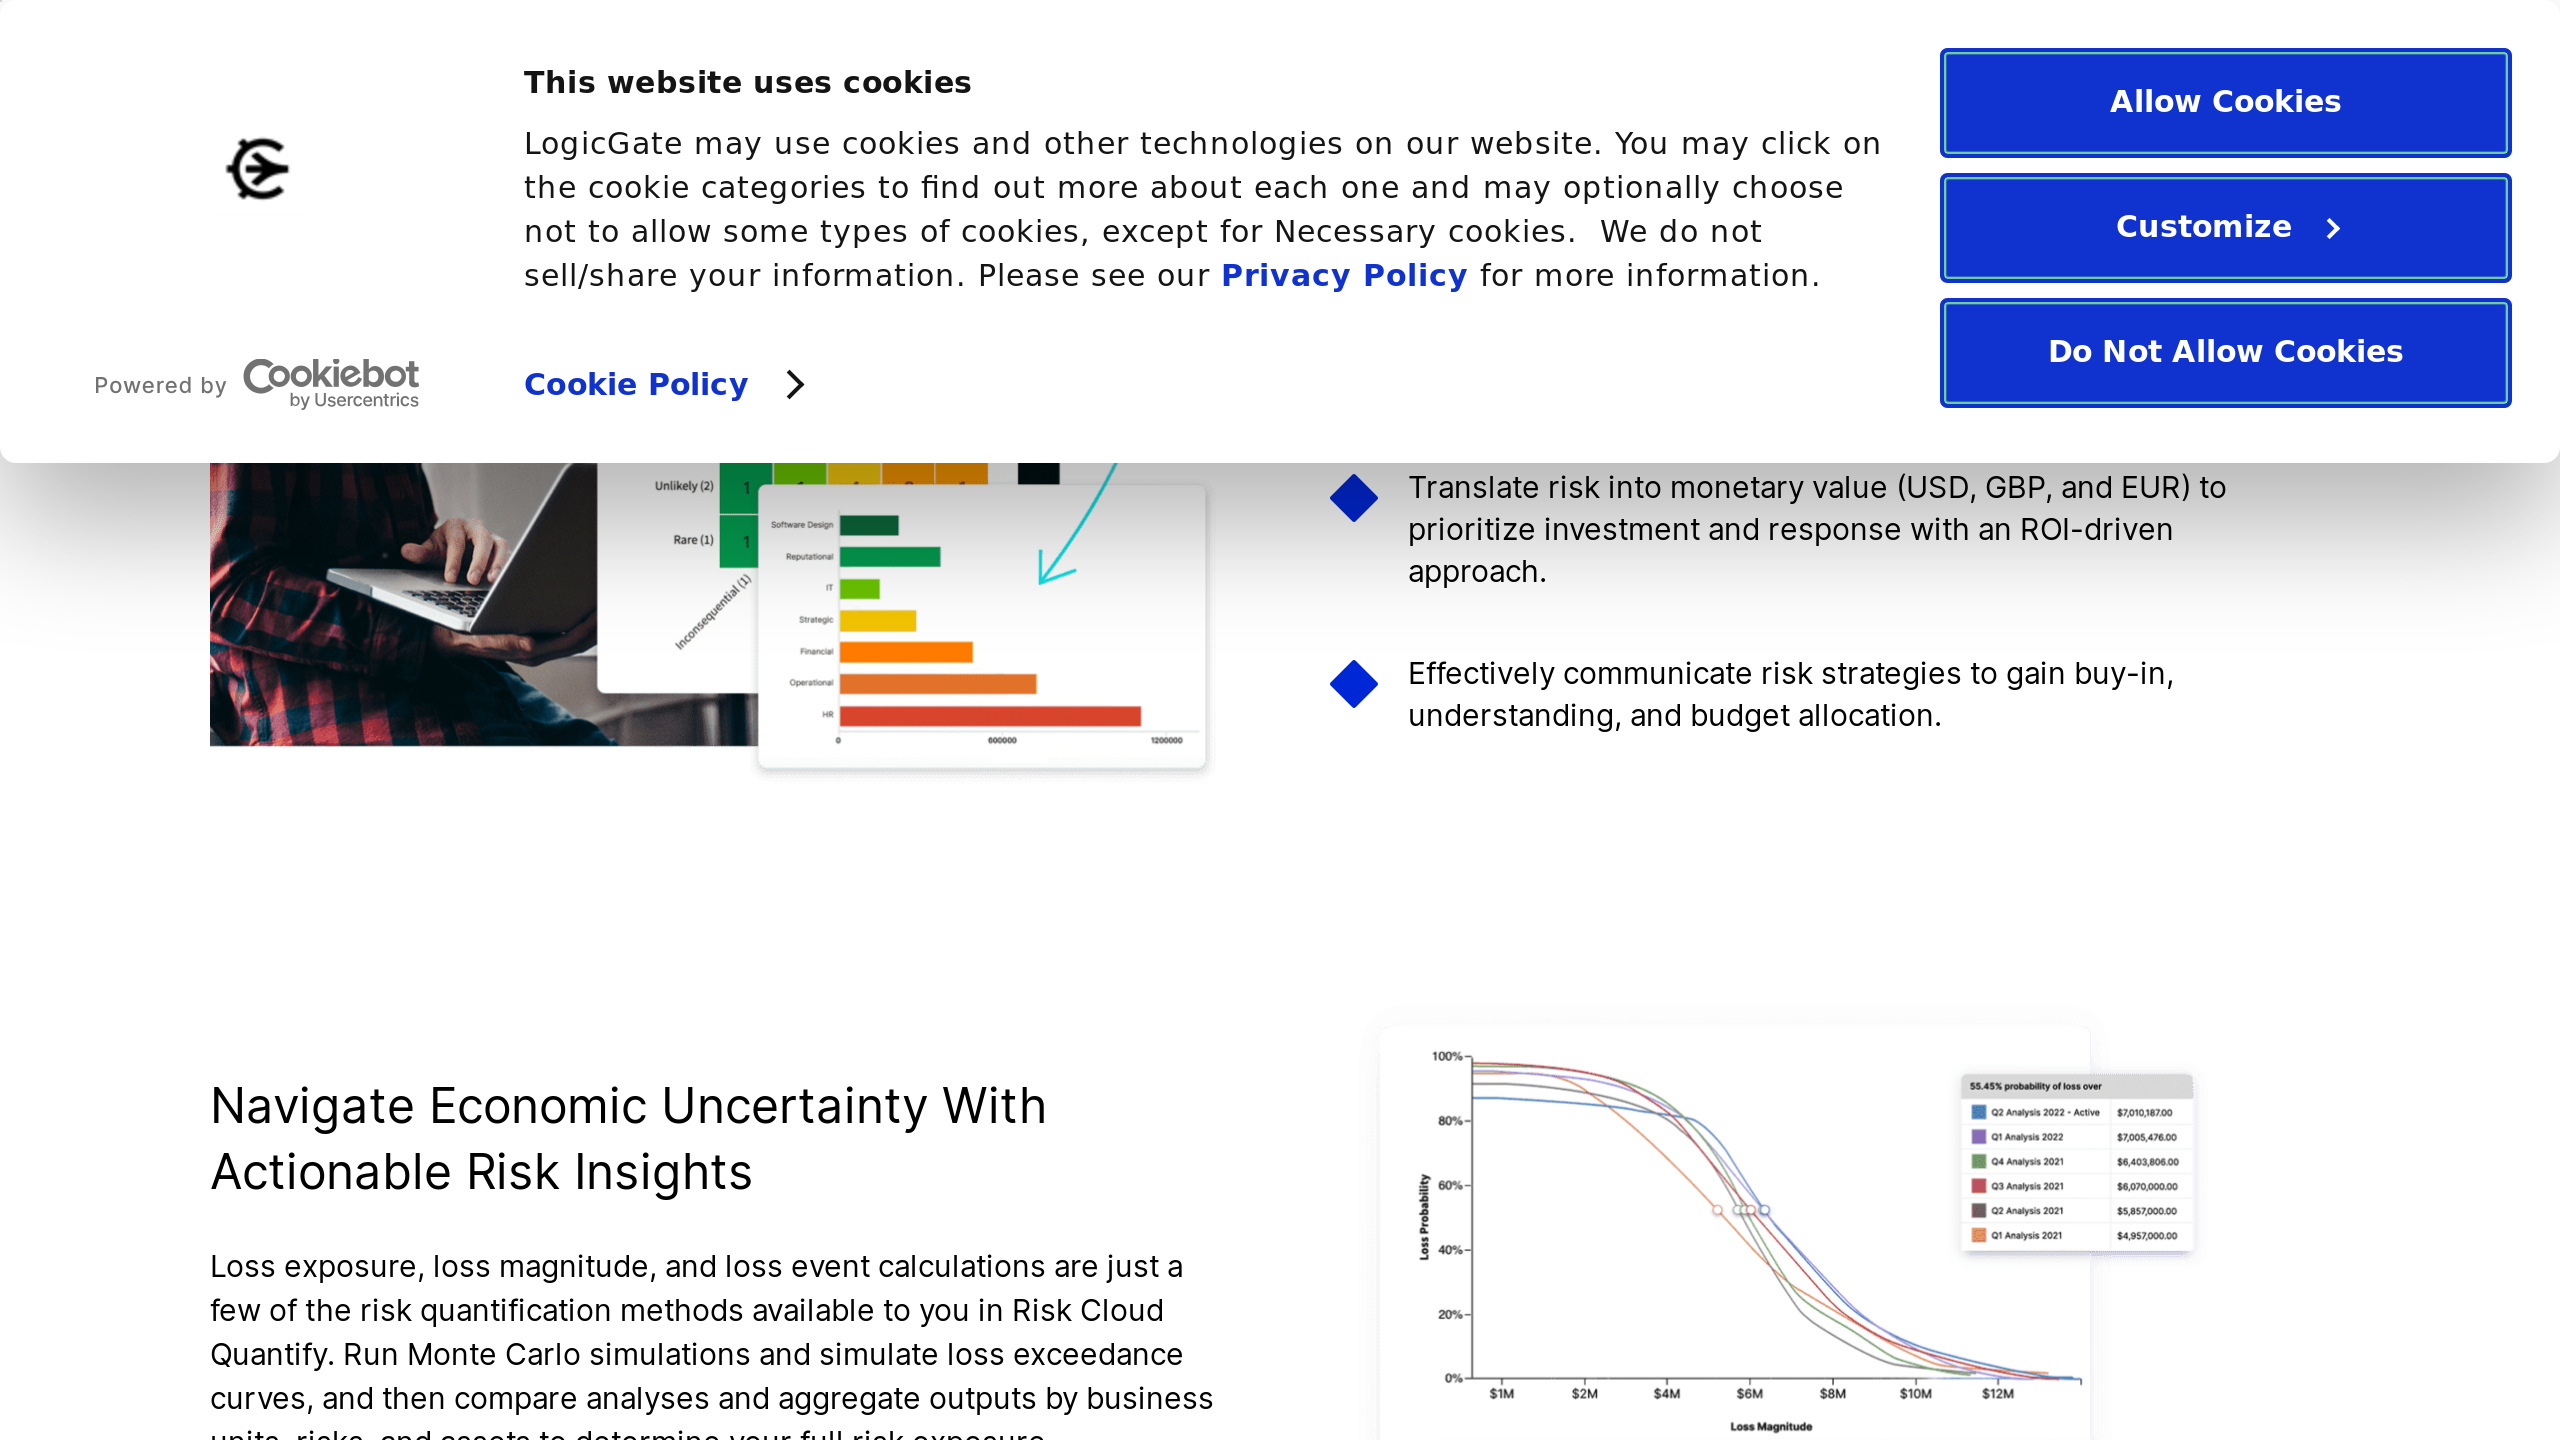 This website uses cookies
LogicGate may use cookies and other technologies on our website. You may click on
the cookie categories to find out more about each one and may optionally choose
not to allow some types of cookies, except for Necessary cookies.  We do not
sell/share your information. Please see our Privacy Policy for more information.
Cookie Policy
Powered by Cookiebot
by Usercentrics
Allow Cookies
Customize
Do Not Allow Cookies
Unlikely (2)
1
Rare (1)
1
Inconsequential (1)
Software Design
Reputational
IT
Strategic
Financial
Operational
HR
0 600000 1200000
Translate risk into monetary value (USD, GBP, and EUR) to
prioritize investment and response with an ROI-driven
approach.
Effectively communicate risk strategies to gain buy-in,
understanding, and budget allocation.
Navigate Economic Uncertainty With
Actionable Risk Insights
Loss exposure, loss magnitude, and loss event calculations are just a
few of the risk quantification methods available to you in Risk Cloud
Quantify. Run Monte Carlo simulations and simulate loss exceedance
curves, and then compare analyses and aggregate outputs by business
units, risks, and assets to determine your full risk exposure.
100%
80%
60%
40%
20%
0%
Loss Probability
$1M $2M $4M $6M $8M $10M $12M
Loss Magnitude
55.45% probability of loss over
Q2 Analysis 2022 - Active $7,010,187.00
Q1 Analysis 2022 $7,005,476.00
Q4 Analysis 2021 $6,403,806.00
Q3 Analysis 2021 $6,070,000.00
Q2 Analysis 2021 $5,857,000.00
Q1 Analysis 2021 $4,957,000.00